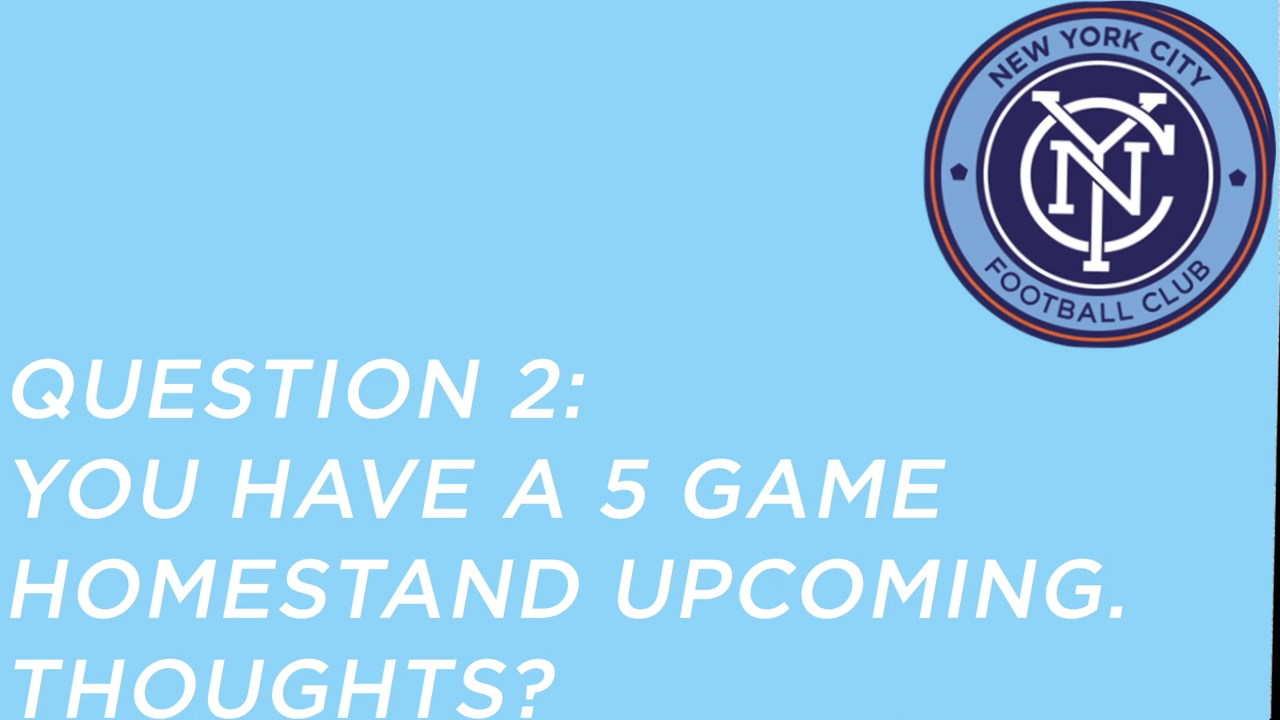 NEW YORK CITY
NYC
FOOTBALL CLUB
QUESTION 2:
YOU HAVE A 5 GAME
HOMESTAND UPCOMING.
THOUGHTS?